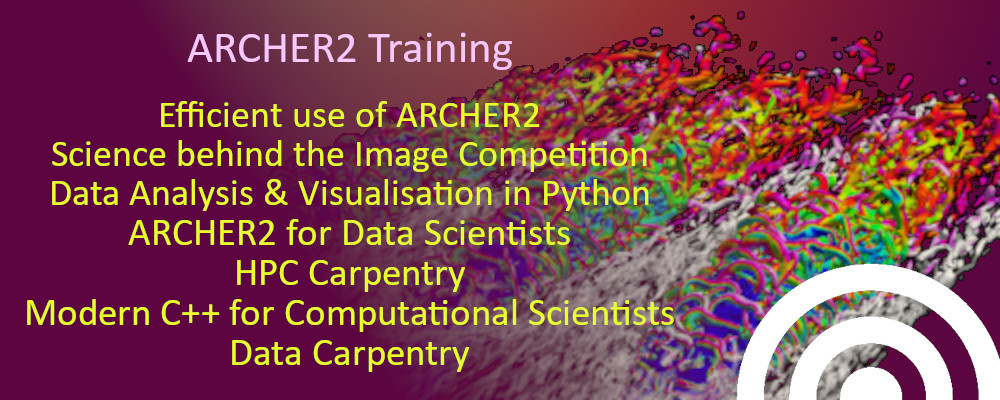 ARCHER2 Training
Efficient use of ARCHER2
Science behind the Image Competition
Data Analysis & Visualisation in Python
ARCHER2 for Data Scientists
HPC Carpentry
Modern C++ for Computational Scientists
Data Carpentry